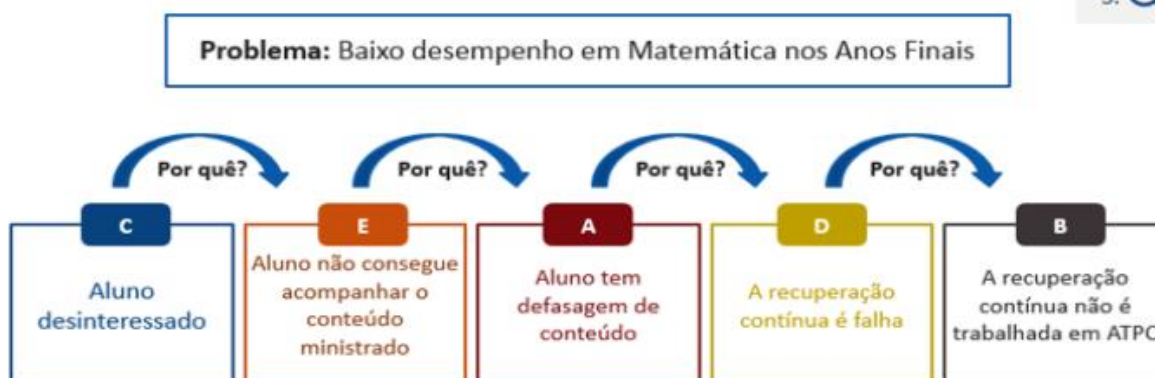 5.
Problema: Baixo desempenho em Matemática nos Anos Finais
Por quê?
Por quê?
Por quê?
Por quê?
C
Aluno
desinteressado
E
Aluno não consegue
acompanhar o
conteúdo
ministrado
A
Aluno tem
defasagem de
conteúdo
D
A recuperação
contínua é falha
B
A recuperação
contínua não é
trabalhada em ATPC